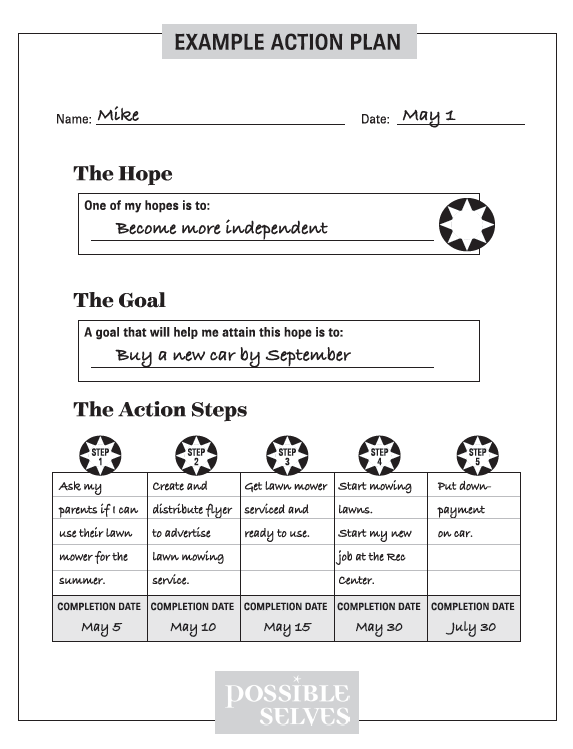 EXAMPLE ACTION PLAN
Name: Mike Date: May 1
The Hope
One of my hopes is to:
Become more independent
The Goal
A goal that will help me attain this hope is to:
Buy a new car by September
The Action Steps
STEP 1
Ask my
parents if I can
use their lawn
mower for the
summer.
COMPLETION DATE
May 5
STEP 2
Create and
distribute flyer
to advertise
lawn mowing
service.
COMPLETION DATE
May 10
STEP 3
Get lawn mower
serviced and
ready to use.
COMPLETION DATE
May 15
STEP 4
Start mowing
lawns.
Start my new
job at the Rec
Center.
COMPLETION DATE
May 30
STEP 5
Put down-
payment
on car.
COMPLETION DATE
July 30
POSSIBLE
SELVES